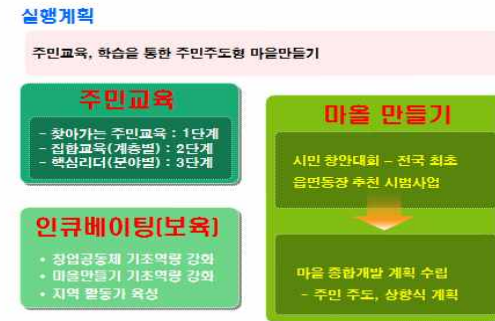 실행계획
주민교육, 학습을 통한 주민주도형 마을만들기
주민교육
- 찾아가는 주민교육 : 1단계
- 집합교육(계층별) : 2단계
- 핵심리더(분야별) : 3단계
인큐베이팅(보육)
• 창업공동체 기초역량 강화
• 마을만들기 기초역량 강화
• 지역 활동가 육성
마을 만들기
시민 창안대회 – 전국 최초
읍면동장 추천 시범사업
마을 종합개발 계획 수립
- 주민 주도, 상향식 계획